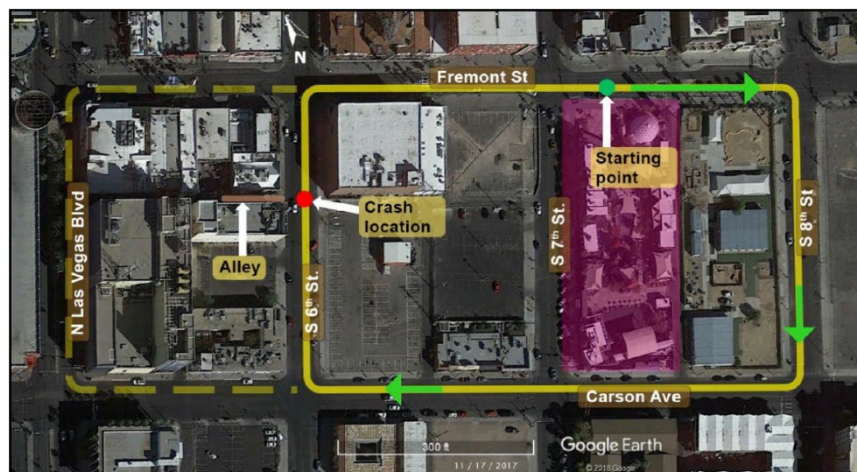 N
Fremont St
Starting
point
Crash
location
Alley
N Las Vegas Blvd
S 6th St.
S 7th St.
S 8th St
Carson Ave
300 ft
Google Earth
11 / 17 / 2017
© 2018 Google